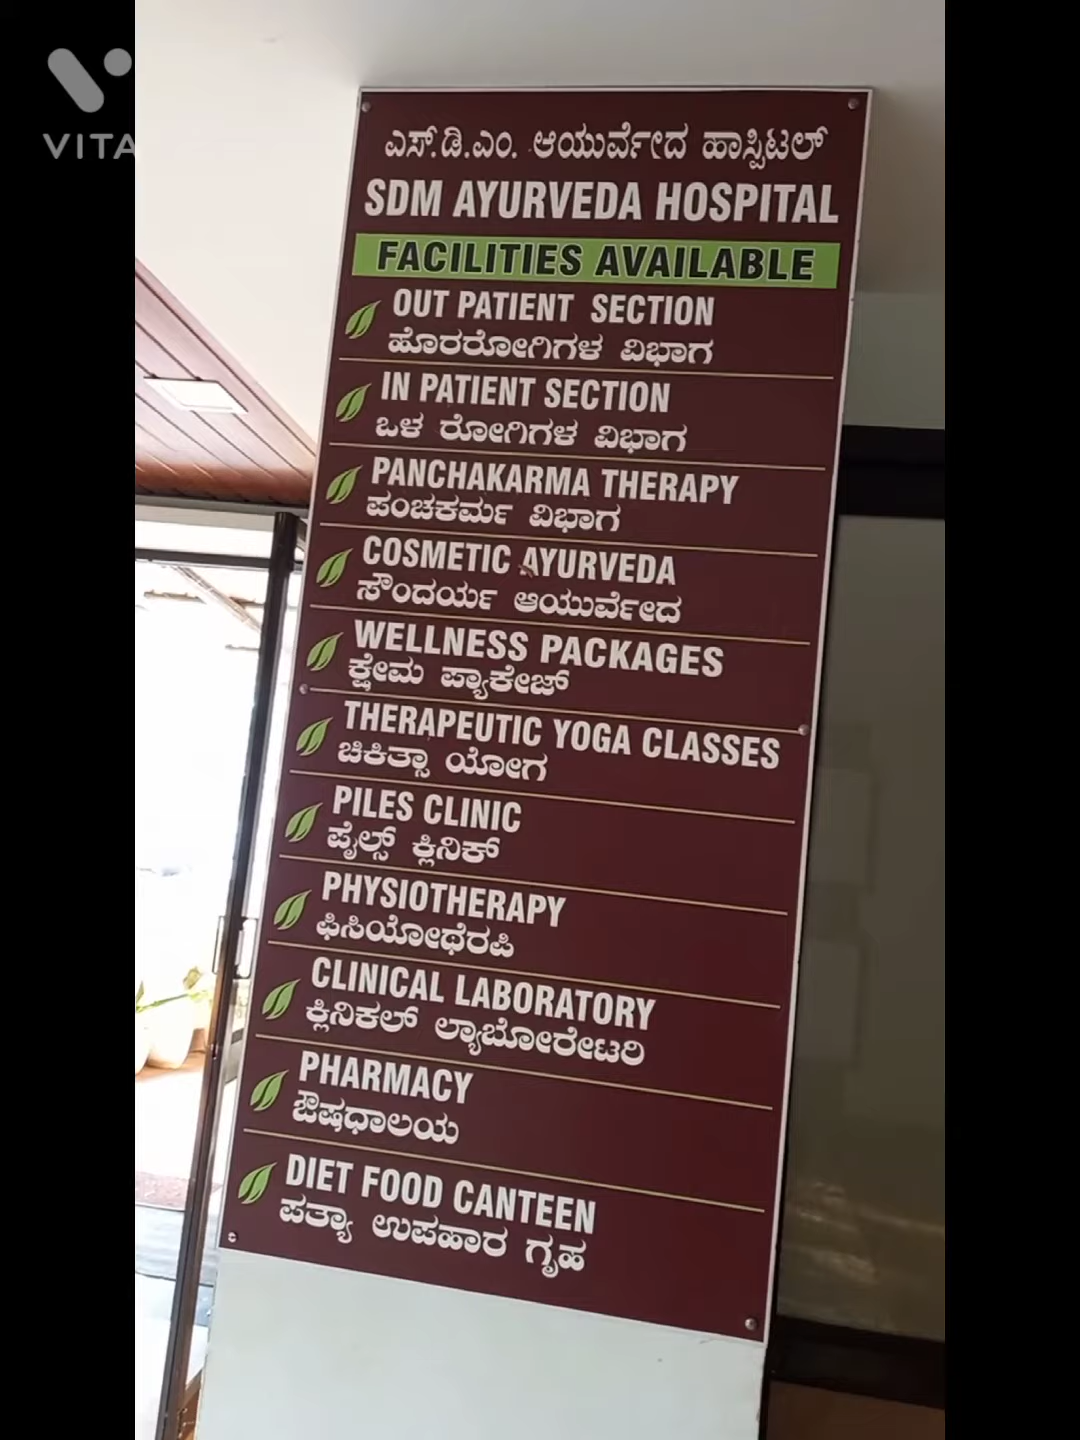 VITA
ಎಸ್.ಡಿ.ಎಂ. ಆಯುರ್ವೇದ ಹಾಸ್ಪಿಟಲ್
SDM AYURVEDA HOSPITAL
FACILITIES AVAILABLE
OUT PATIENT SECTION
ಹೊರರೋಗಿಗಳ ವಿಭಾಗ
IN PATIENT SECTION
ಒಳ ರೋಗಿಗಳ ವಿಭಾಗ
PANCHAKARMA THERAPY
ಪಂಚಕರ್ಮ ವಿಭಾಗ
COSMETIC AYURVEDA
ಸೌಂದರ್ಯ ಆಯುರ್ವೇದ
WELLNESS PACKAGES
ಕ್ಷೇಮ ಪ್ಯಾಕೇಜ್
THERAPEUTIC YOGA CLASSES
ಚಿಕಿತ್ಸಾ ಯೋಗ
PILES CLINIC
ಪೈಲ್ಸ್ ಕ್ಲಿನಿಕ್
PHYSIOTHERAPY
ಫಿಸಿಯೋಥೆರಪಿ
CLINICAL LABORATORY
ಕ್ಲಿನಿಕಲ್ ಲ್ಯಾಬೋರೇಟರಿ
PHARMACY
ಔಷಧಾಲಯ
DIET FOOD CANTEEN
ಪತ್ಯಾ ಉಪಹಾರ ಗೃಹ